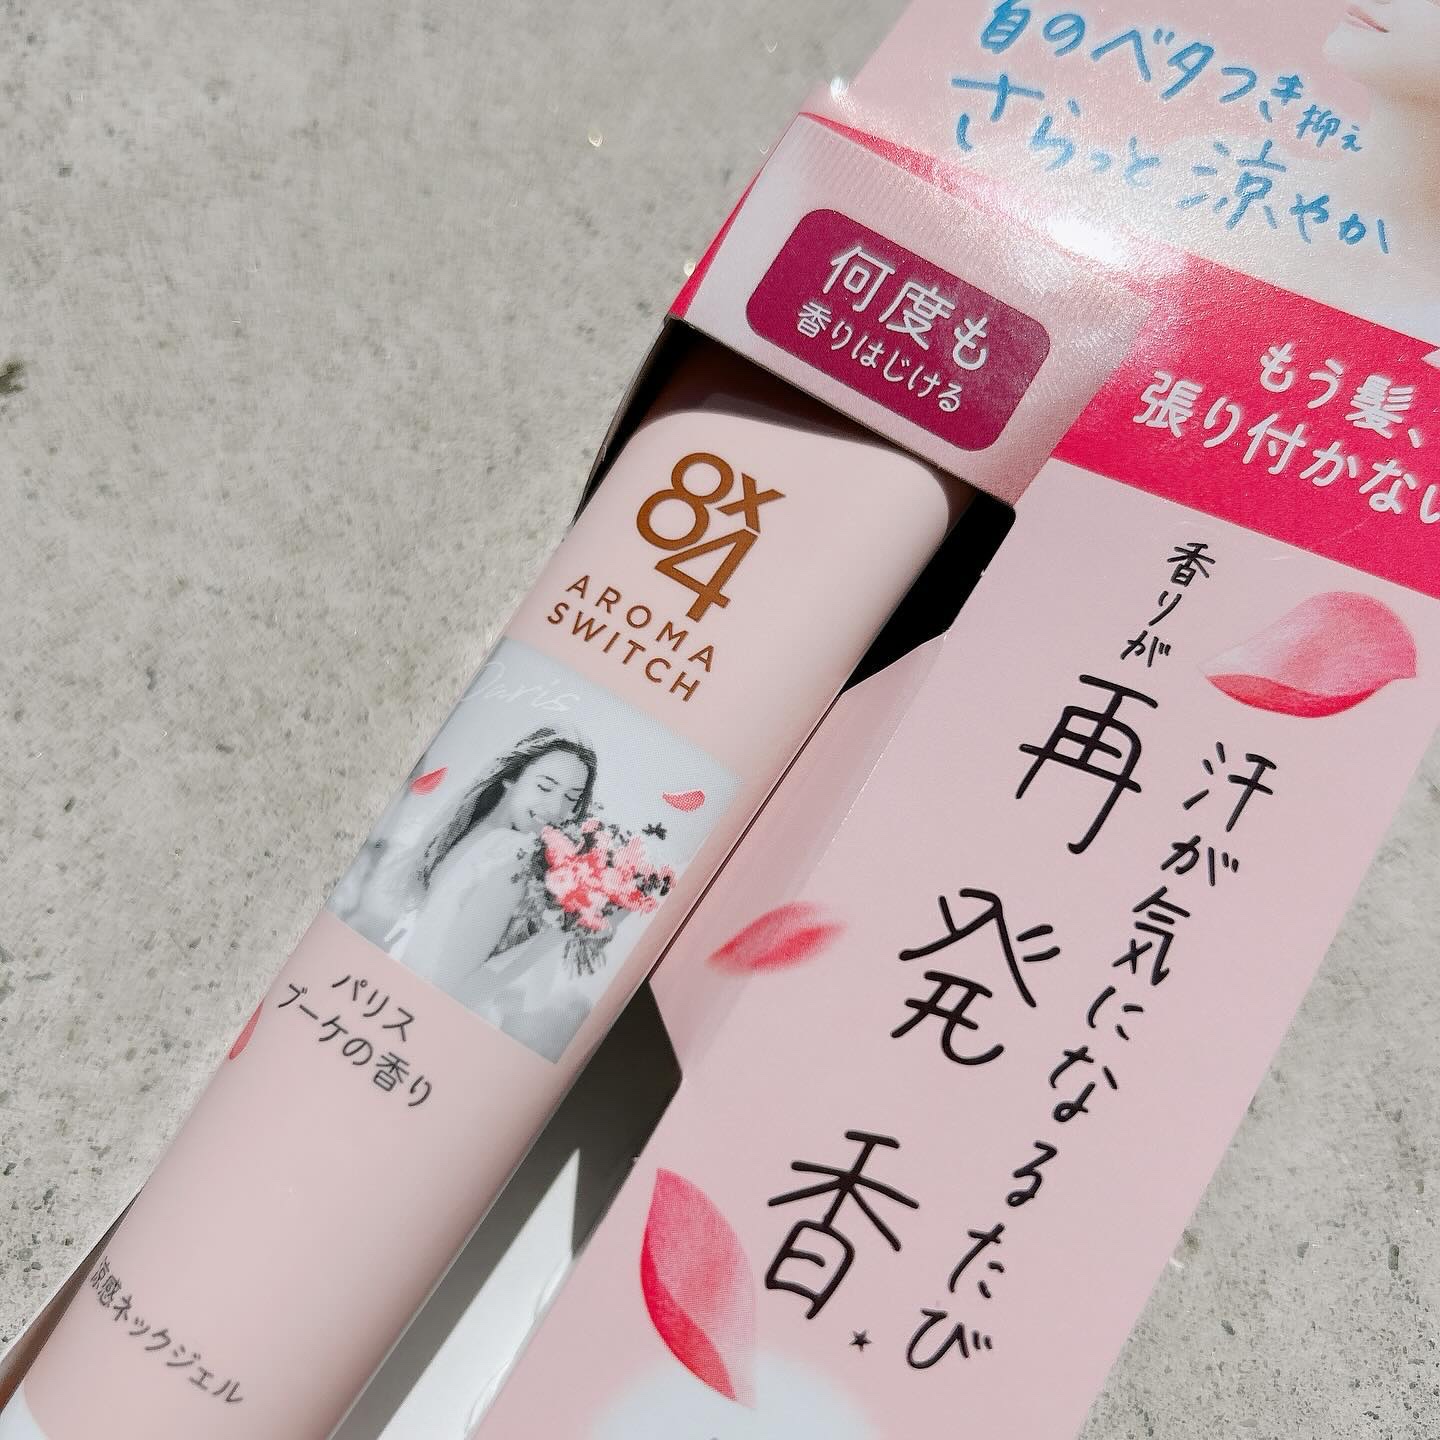 8x4
AROMA
SWITCH
Paris
パリス
ブーケの香り
涼感ネックジェル
何度も
香りはじける
首のベタつき抑え
さらっと涼やか
もう髪、
張り付かない
汗が気になるたび
香りが
再発香★